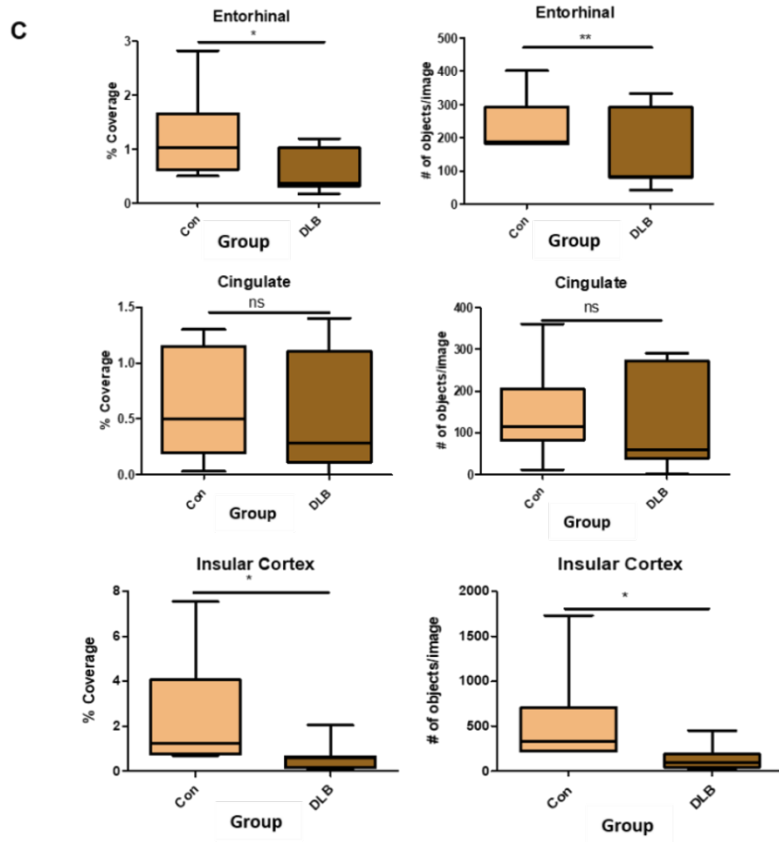 C
Entorhinal
*
% Coverage
3
2
1
0
Con
DLB
Group
Entorhinal
**
# of objects/image
500
400
300
200
100
0
Con
DLB
Group
Cingulate
ns
% Coverage
1.5
1.0
0.5
0.0
Con
DLB
Group
Cingulate
ns
# of objects/image
400
300
200
100
0
Con
DLB
Group
Insular Cortex
*
% Coverage
8
6
4
2
0
Con
DLB
Group
Insular Cortex
*
# of objects/image
2000
1500
1000
500
0
Con
DLB
Group